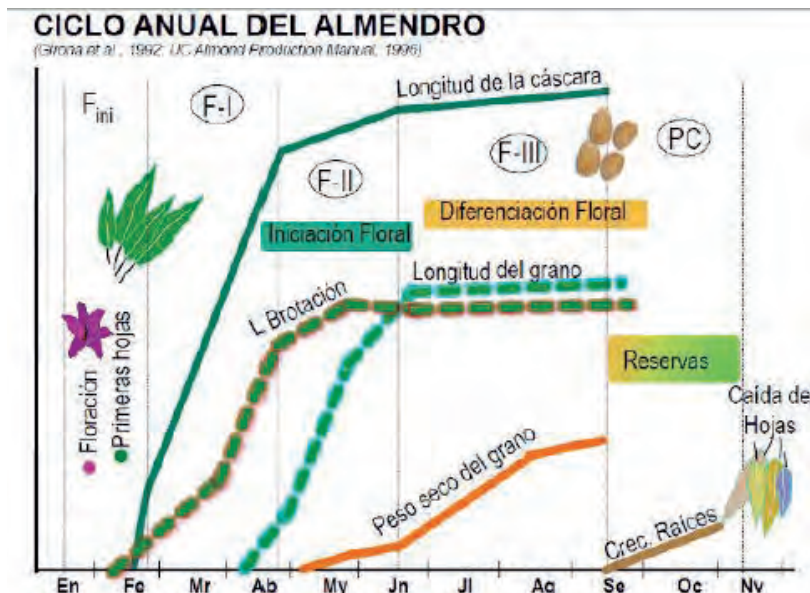 CICLO ANUAL DEL ALMENDRO
(Girona et al., 1992; UC Almond Production Manual, 1996)
Longitud de la cáscara
Fini
F-I
F-II
F-III
PC
Iniciación Floral
Diferenciación Floral
Longitud del grano
L Brotación
Floración
Primeras hojas
Reservas
Caída de
Hojas
Peso seco del grano
Crec. Raices
En Fe Mr Ab My Jn Jl Ag Se Oc Nv